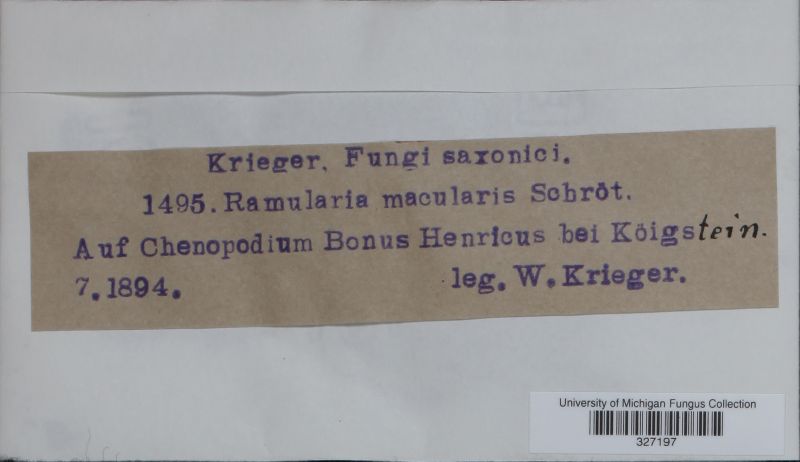 Krieger, Fungi saxonici.
1495. Ramularia macularis Schröt.
Auf Chenopodium Bonus Henricus bei Köigstein.
7. 1894. leg. W. Krieger.
University of Michigan Fungus Collection
327197